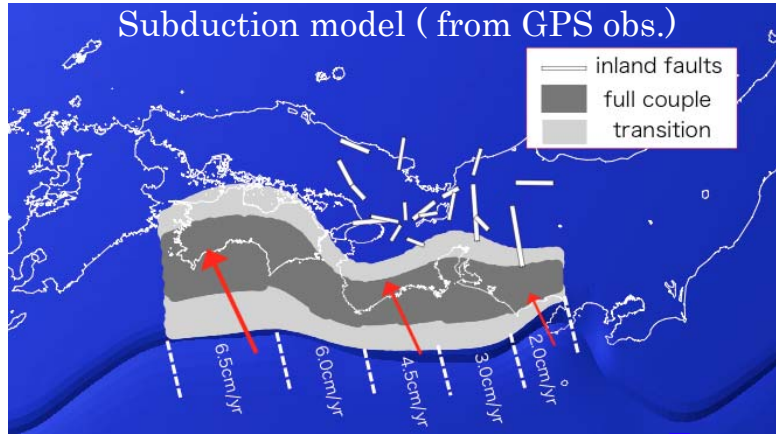 Subduction model ( from GPS obs.)
inland faults
full couple
transition
6.5cm/yr
6.0cm/yr
4.5cm/yr
3.0cm/yr
2.0cm/yr